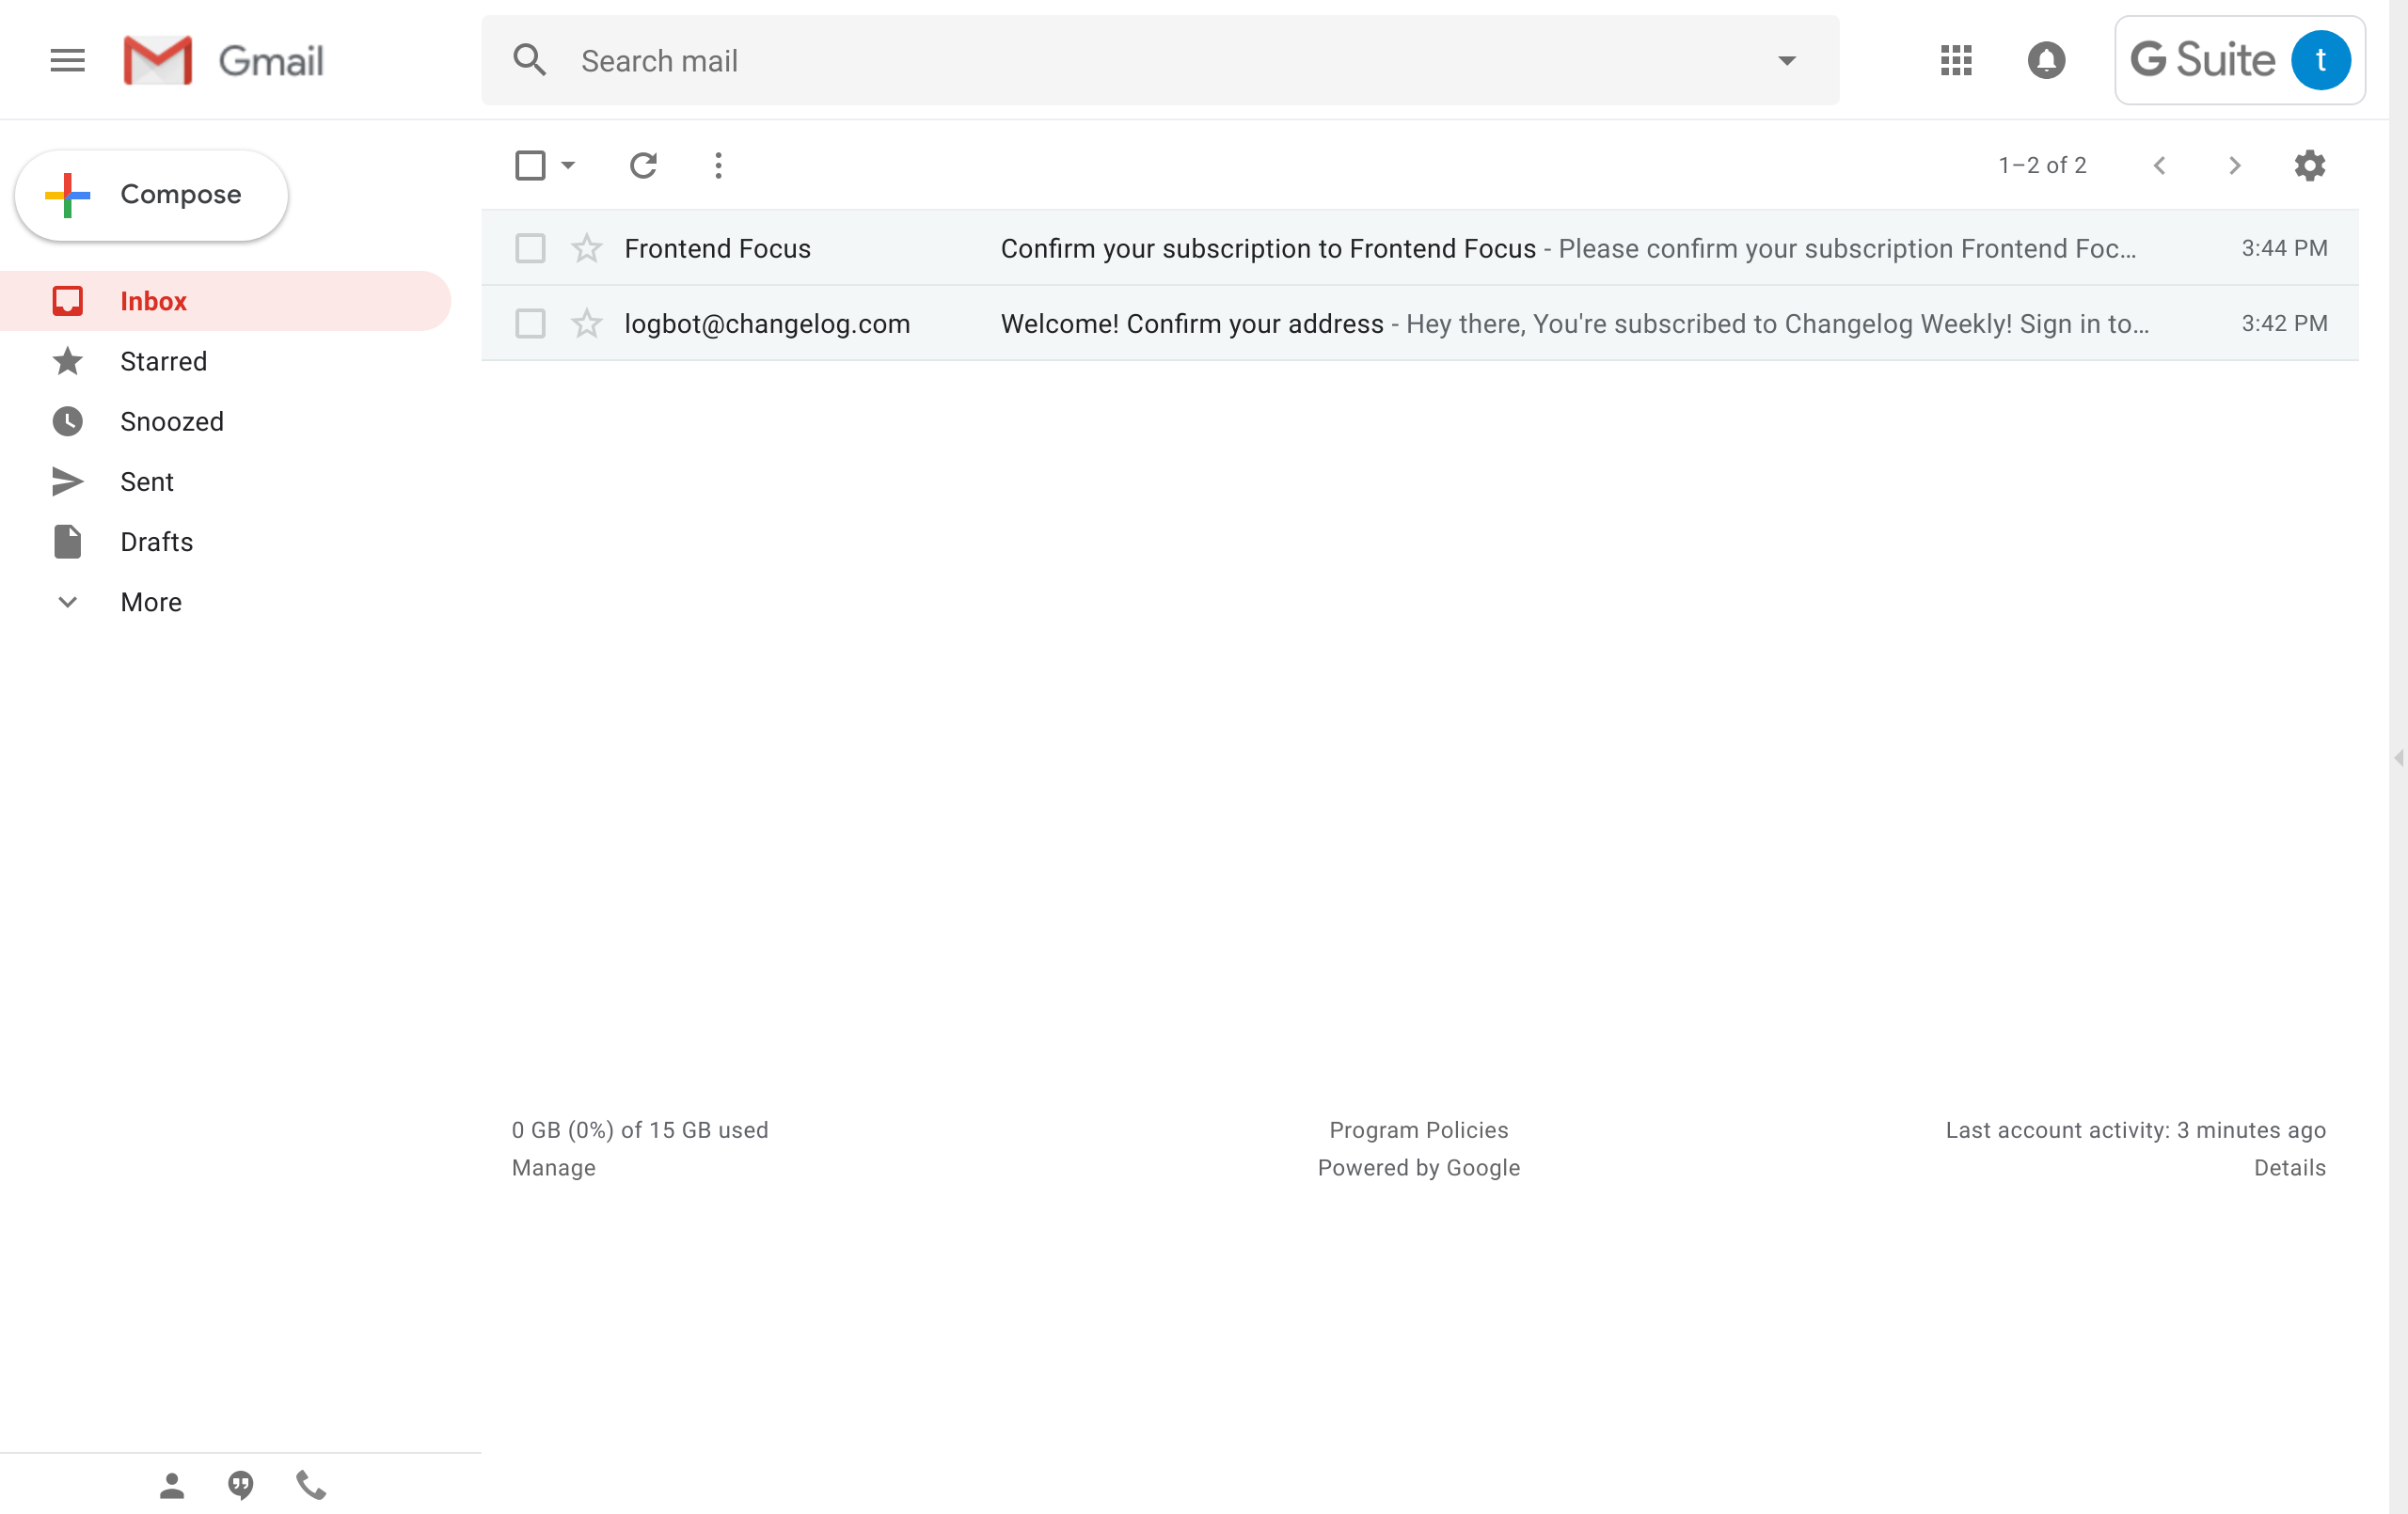 Gmail
Search mail
G Suite
t
Compose
1–2 of 2
Inbox
Starred
Snoozed
Sent
Drafts
More
Frontend Focus Confirm your subscription to Frontend Focus - Please confirm your subscription Frontend Foc... 3:44 PM
logbot@changelog.com Welcome! Confirm your address - Hey there, You're subscribed to Changelog Weekly! Sign in to... 3:42 PM
0 GB (0%) of 15 GB used
Manage
Program Policies
Powered by Google
Last account activity: 3 minutes ago
Details